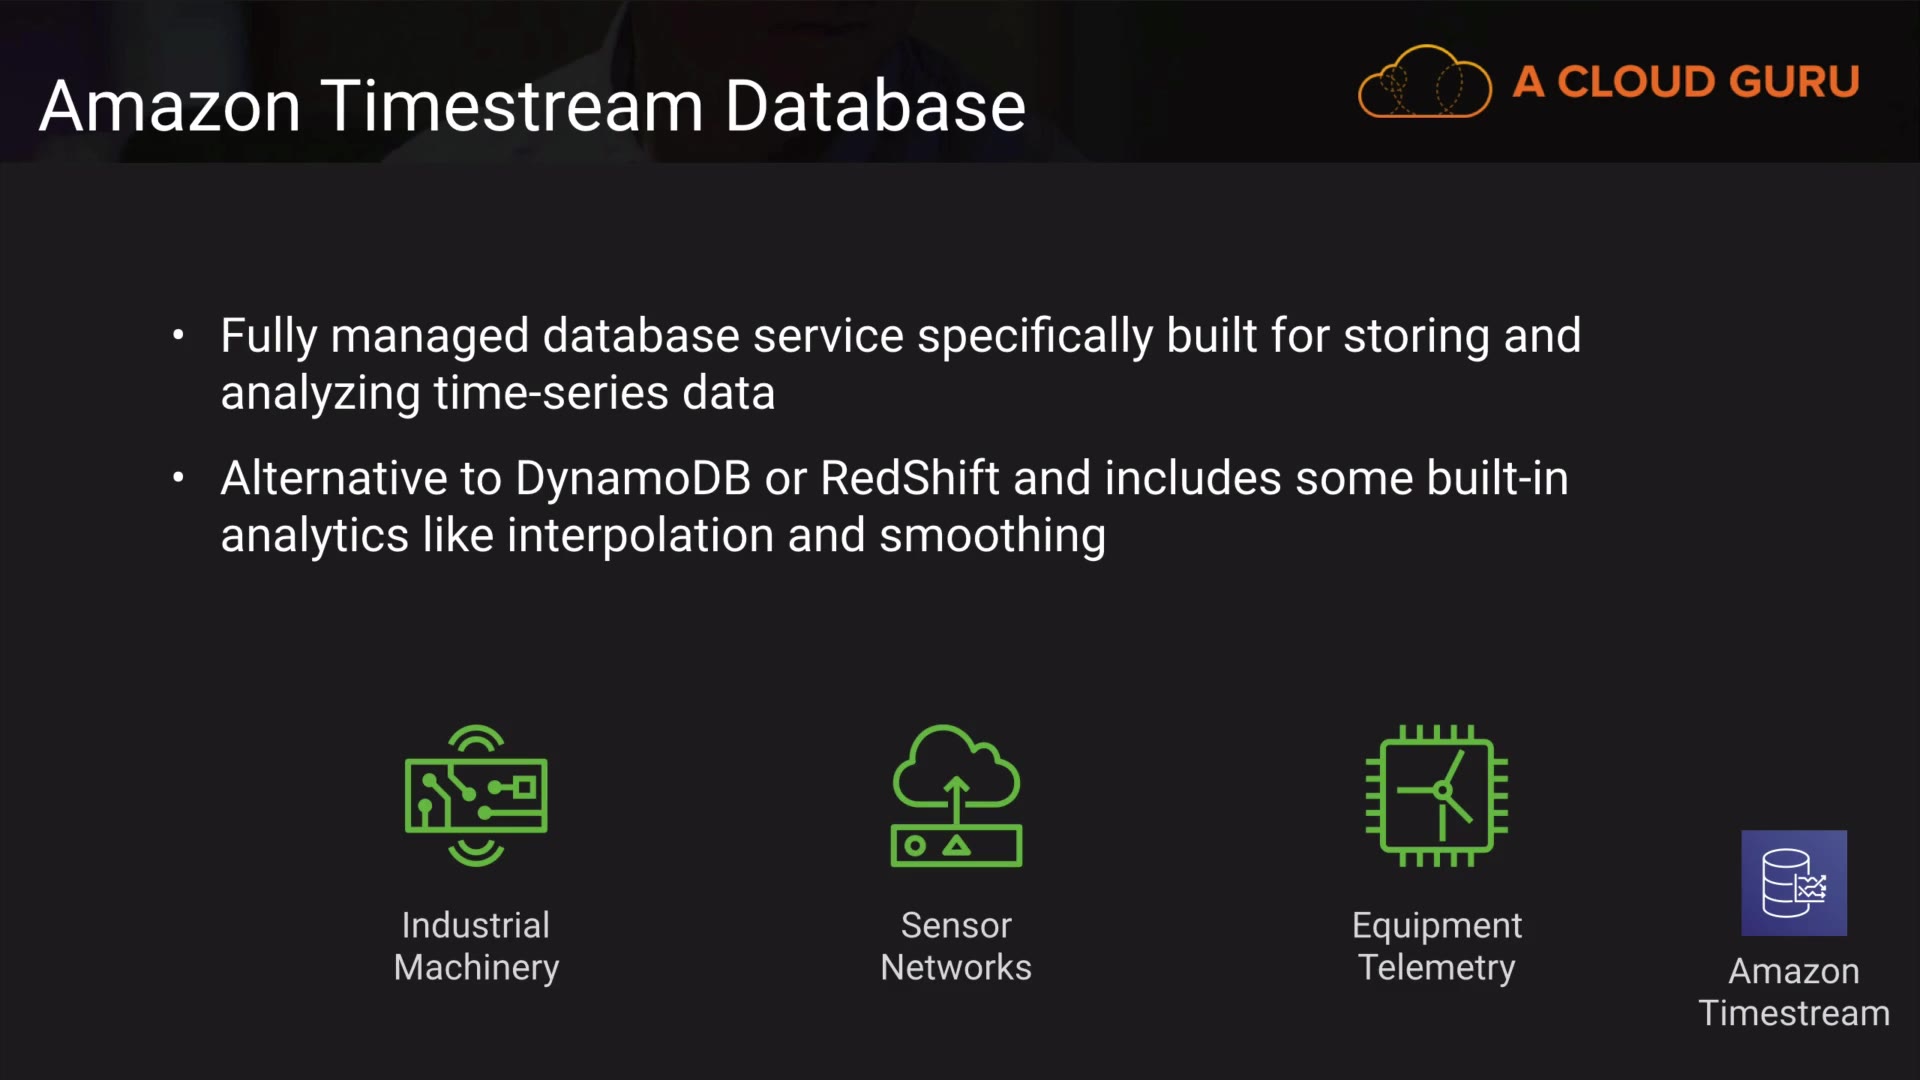 Amazon Timestream Database
A CLOUD GURU
• Fully managed database service specifically built for storing and
analyzing time-series data
• Alternative to DynamoDB or RedShift and includes some built-in
analytics like interpolation and smoothing
Industrial
Machinery
Sensor
Networks
Equipment
Telemetry
Amazon
Timestream